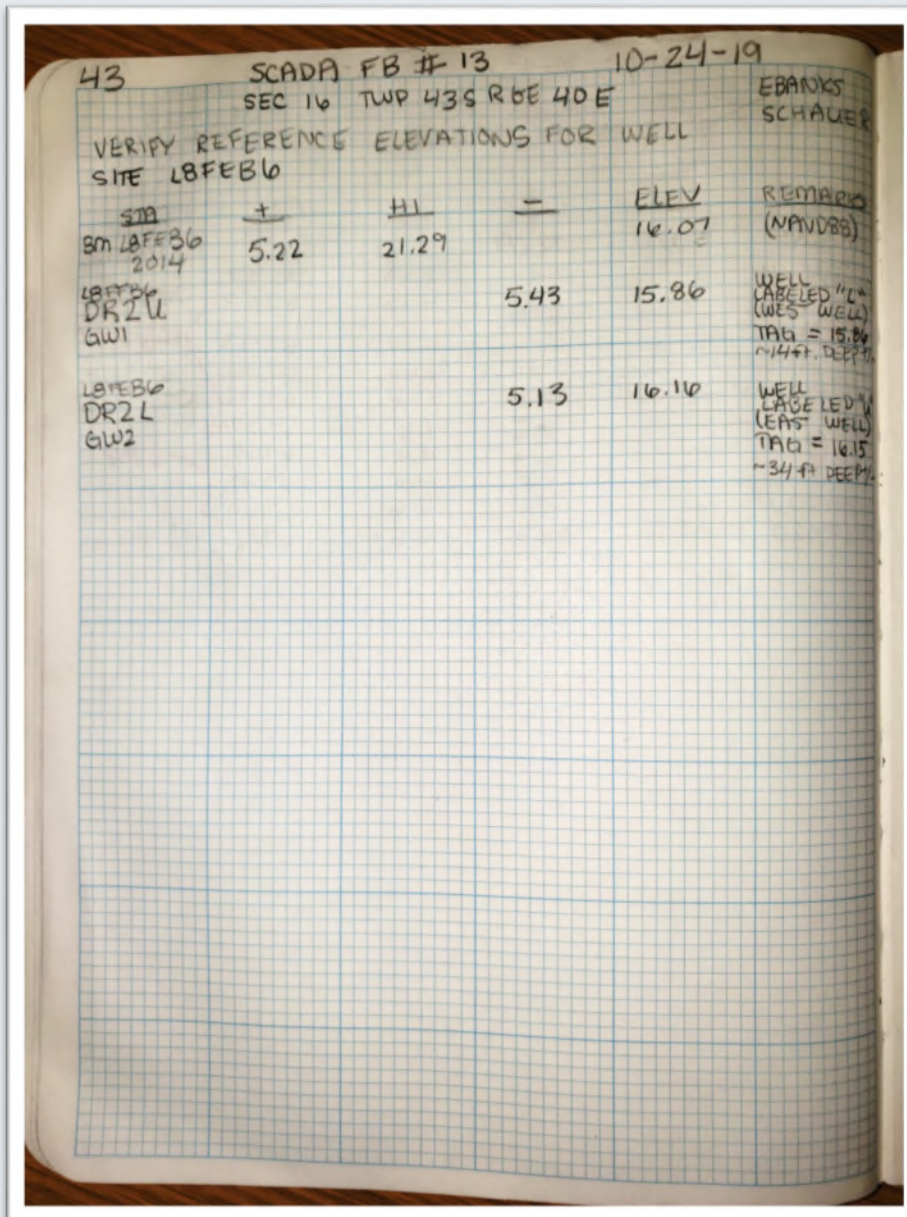 43 SCADA FB # 13 10-24-19
SEC 16 TWP 43S RGE 40E EBANKS
SCHAUER
VERIFY REFERENCE ELEVATIONS FOR WELL
SITE L8FEB6
STA + HI - ELEV REMARKS
BM L8FEB6 5.22 21.29 16.07 (NAVD88)
2014
L8FEB6 WELL
DR2U 5.43 15.86 LABELED "L"
(WEST WELL)
GW1 TAG = 15.86
~14 ft. DEEP+/-
L8FEB6 5.13 16.16 WELL
DR2L LABELED
GW2 (EAST WELL)
TAG = 16.15
~34 ft DEEP+/-